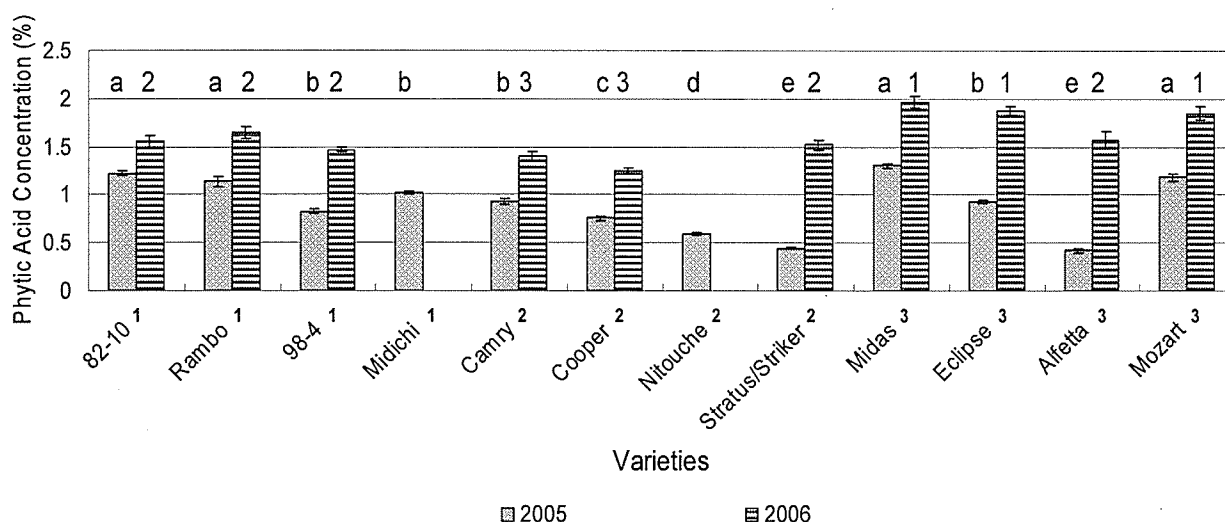 Phytic Acid Concentration (%)
2.5
2
1.5
1
0.5
0
a 2 a 2 b 2 b b 3 c 3 d e 2 a 1 b 1 e 2 a 1
82-10 1
Rambo 1
98-4 1
Midichi 1
Camry 2
Cooper 2
Nitouche 2
Stratus/Striker 2
Midas 3
Eclipse 3
Alfetta 3
Mozart 3
Varieties
2005 2006